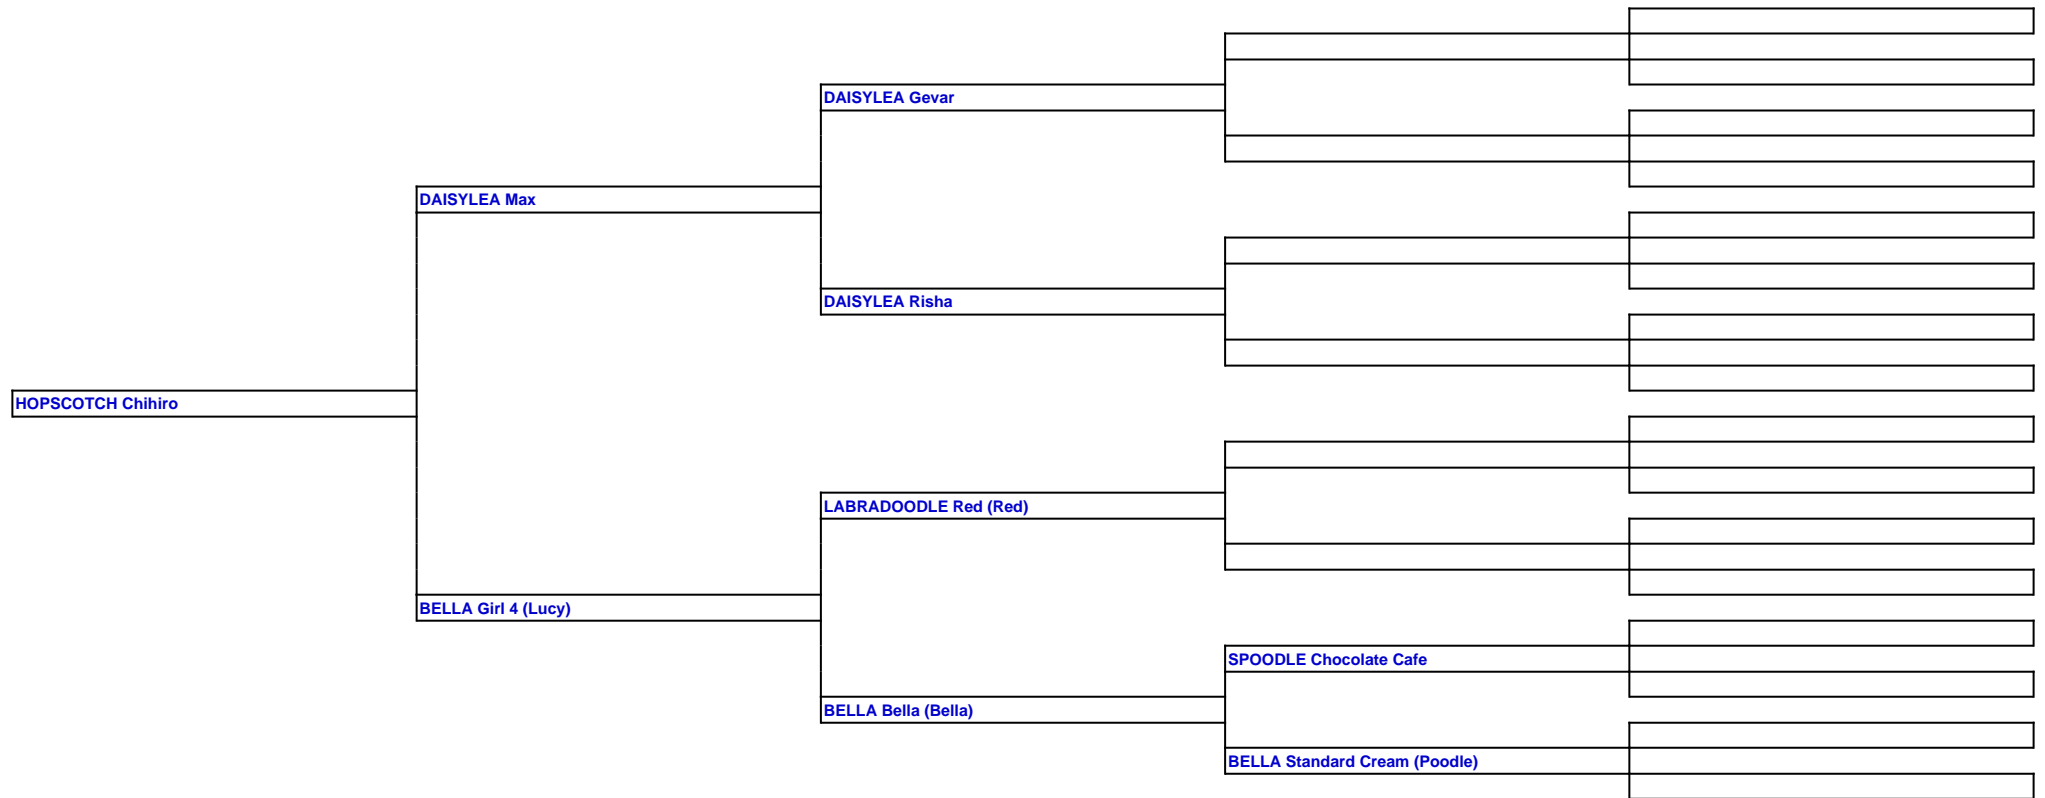 DAISYLEA Gevar
DAISYLEA Max
DAISYLEA Risha
HOPSCOTCH Chihiro
LABRADOODLE Red (Red)
BELLA Girl 4 (Lucy)
SPOODLE Chocolate Cafe
BELLA Bella (Bella)
BELLA Standard Cream (Poodle)